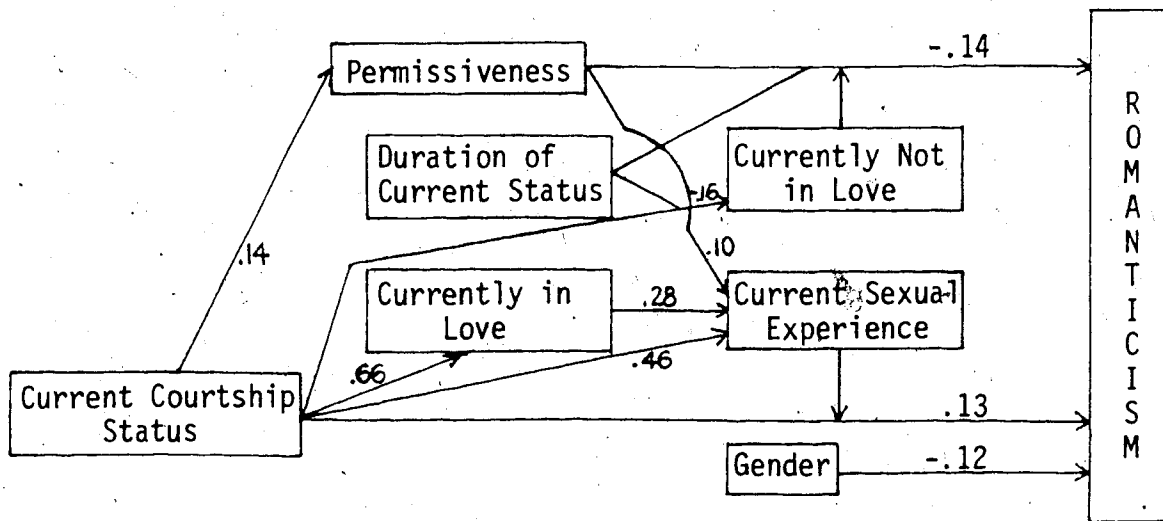 -.14
Permissiveness
Duration of
Current Status
Currently Not
in Love
-.16
.14
.10
Currently in
Love
.28
Current Sexual
Experience
.66
.46
Current Courtship
Status
.13
Gender
-.12
R
O
M
A
N
T
I
C
I
S
M